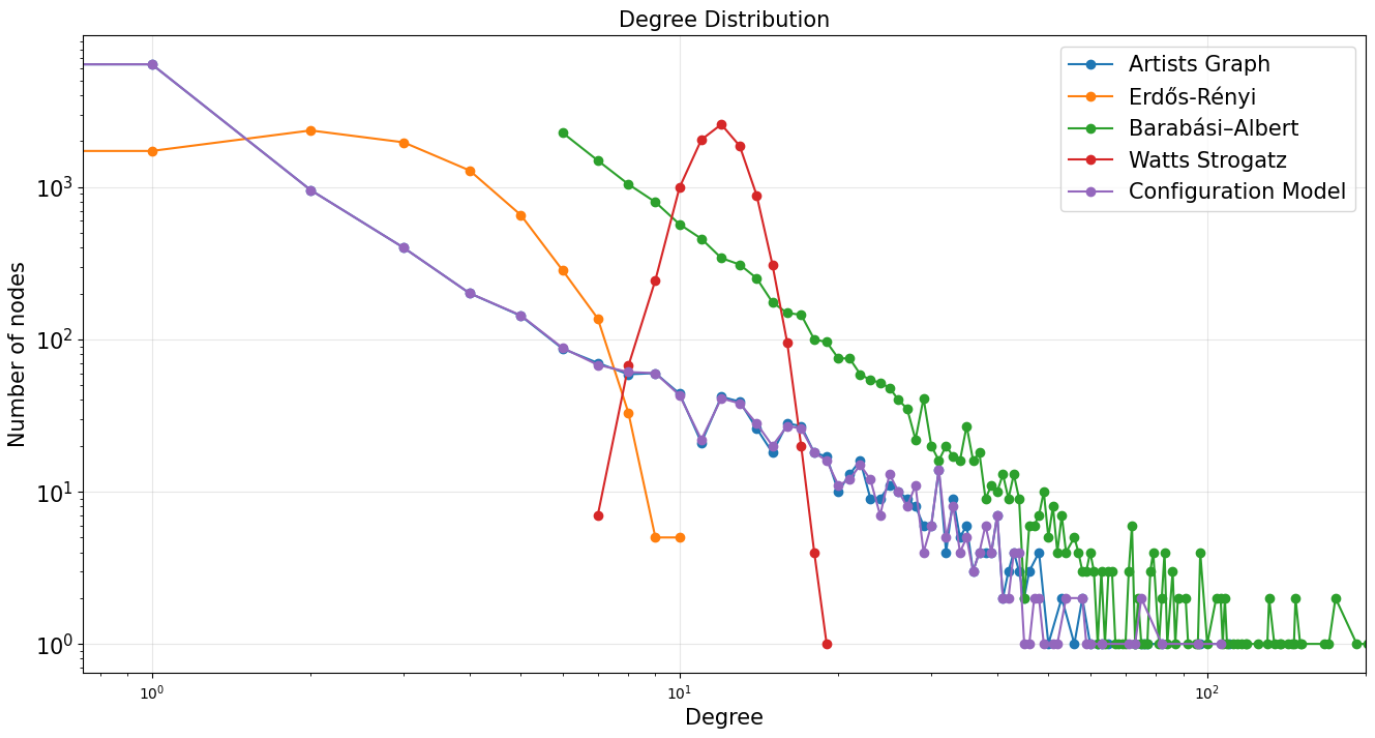 Degree Distribution
Number of nodes
10³
10²
10¹
10⁰
Artists Graph
Erdős-Rényi
Barabási–Albert
Watts Strogatz
Configuration Model
10⁰ 10¹ 10²
Degree